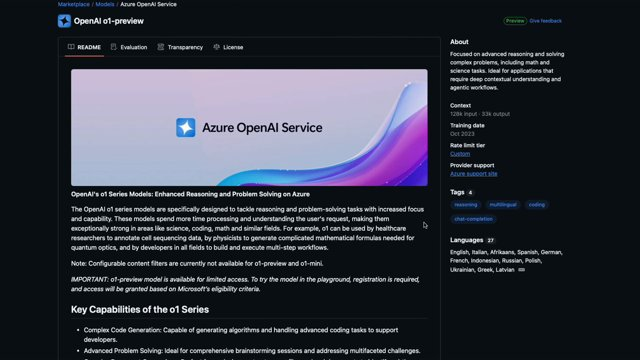 Marketplace / Models / Azure OpenAI Service
OpenAI o1-preview
Preview Give feedback
README Evaluation Transparency License
Azure OpenAI Service
OpenAI's o1 Series Models: Enhanced Reasoning and Problem Solving on Azure
The OpenAI o1 series models are specifically designed to tackle reasoning and problem-solving tasks with increased focus
and capability. These models spend more time processing and understanding the user's request, making them
exceptionally strong in areas like science, coding, math and similar fields. For example, o1 can be used by healthcare
researchers to annotate cell sequencing data, by physicists to generate complicated mathematical formulas needed for
quantum optics, and by developers in all fields to build and execute multi-step workflows.
Note: Configurable content filters are currently not available for o1-preview and o1-mini.
IMPORTANT: o1-preview model is available for limited access. To try the model in the playground, registration is required,
and access will be granted based on Microsoft's eligibility criteria.
Key Capabilities of the o1 Series
• Complex Code Generation: Capable of generating algorithms and handling advanced coding tasks to support
developers.
• Advanced Problem Solving: Ideal for comprehensive brainstorming sessions and addressing multifaceted challenges.
About
Focused on advanced reasoning and solving
complex problems, including math and
science tasks. Ideal for applications that
require deep contextual understanding and
agentic workflows.
Context
128k input · 33k output
Training date
Oct 2023
Rate limit tier
Custom
Provider support
Azure support site
Tags 4
reasoning multilingual coding
chat-completion
Languages 27
English, Italian, Afrikaans, Spanish, German,
French, Indonesian, Russian, Polish,
Ukrainian, Greek, Latvian